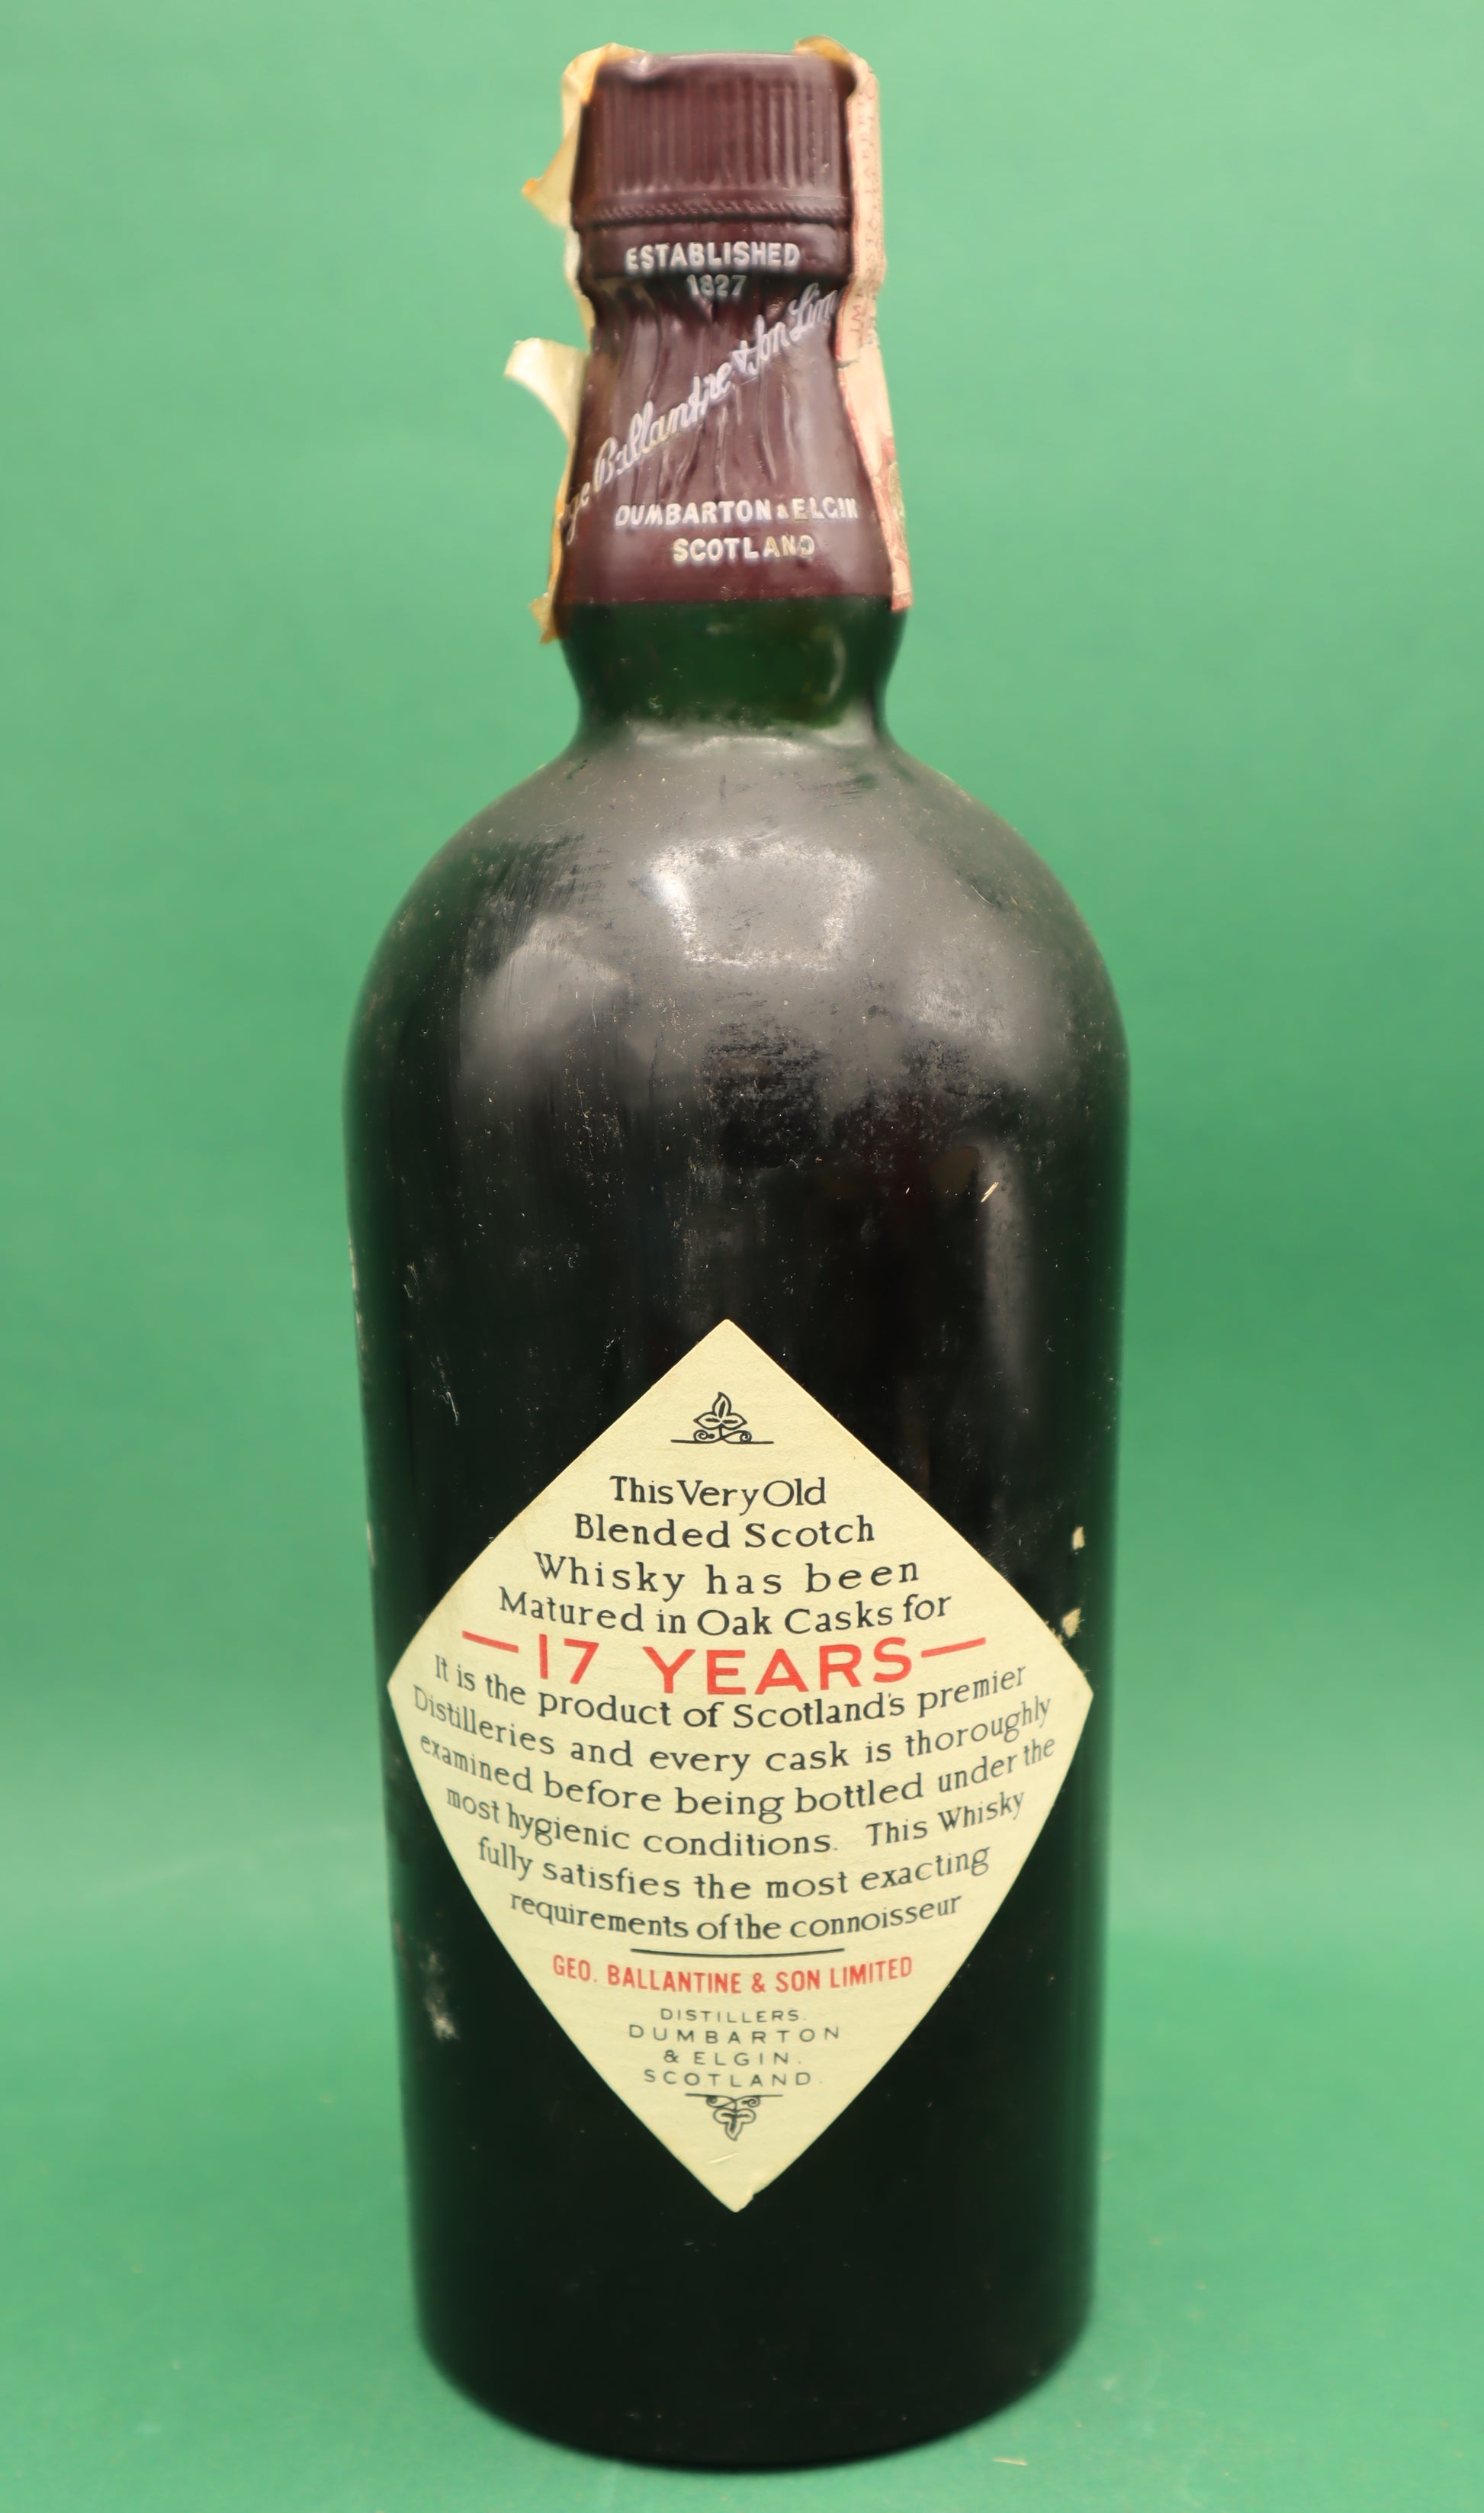 ESTABLISHED
1827
Ballantine & Son Lim
DUMBARTON & ELGIN
SCOTLAND
This Very Old
Blended Scotch
Whisky has been
Matured in Oak Casks for
—17 YEARS—
It is the product of Scotland's premier
Distilleries and every cask is thoroughly
examined before being bottled under the
most hygienic conditions. This Whisky
fully satisfies the most exacting
requirements of the connoisseur
GEO. BALLANTINE & SON LIMITED
DISTILLERS.
DUMBARTON
& ELGIN.
SCOTLAND.